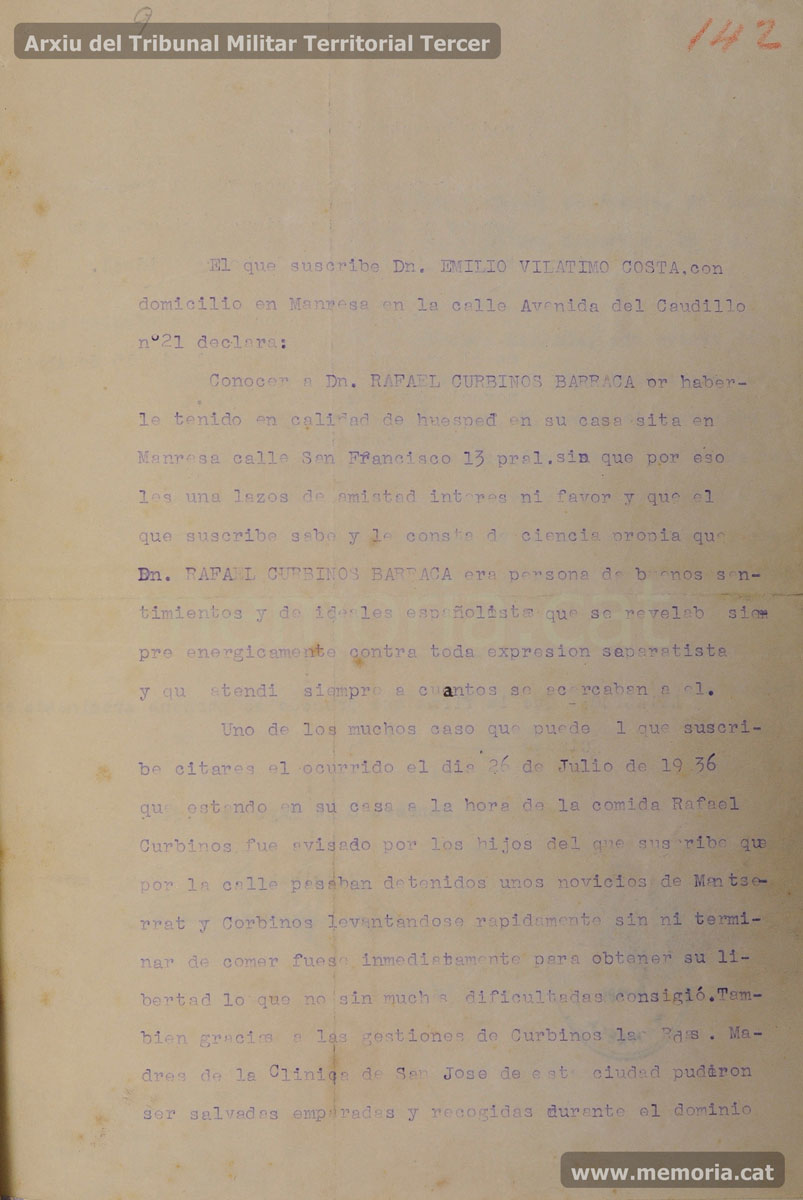 9
Arxiu del Tribunal Militar Territorial Tercer
142
El que suscribe Dn. EMILIO VILATIMO COSTA.con
domicilio en Manresa en la calle Avenida del Caudillo
nº21 declara:
Conocer a Dn. RAFAEL CURBINOS BARRACA or haber-
le tenido en calidad de huesped en su casa sita en
Manresa calle San Francisco 13 pral.sin que por eso
les una lazos de amistad interes ni favor y que el
que suscribe sabe y le consta de ciencia propia que
Dn. RAFAEL CURBINOS BARRACA era persona de buenos sen-
timientos y de ideales españolista que se revelab siem
pre energicamente contra toda expresion saparatista
y qu atendi siempre a cuantos se acercaban a el.
Uno de los muchos caso que puede l que suscri-
be citares el ocurrido el dia 26 de Julio de 1936
que estando en su casa a la hora de la comida Rafael
Curbinos fue avisado por los hijos del que suscribe que
por la calle pasaban detenidos unos novicios de Montse-
rrat y Corbinos levantandose rapidamente sin ni termi-
nar de comer fuese inmediatamente para obtener su li-
bertad lo que no sin muchas dificultadas consigió.Tam-
bien gracias a las gestiones de Curbinos las Rdas. Ma-
dres de la Cliniqa de San Jose de esta ciudad pudiron
ser salvadas emparadas y recogidas durante el dominio
www.memoria.cat